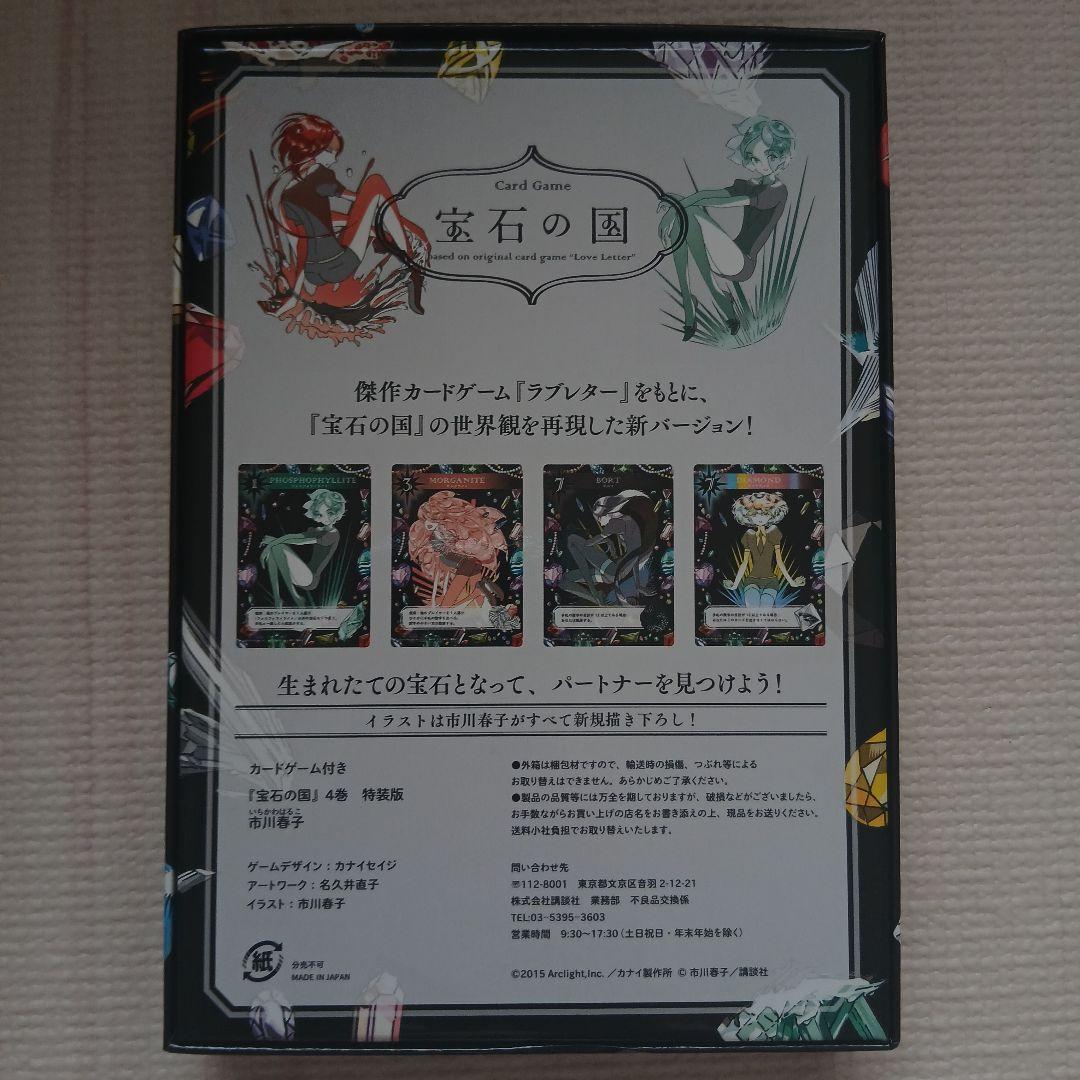 Card Game
宝石の国
based on original card game "Love Letter"
傑作カードゲーム『ラブレター』をもとに、
『宝石の国』の世界観を再現した新バージョン!
1 PHOSPHOPHYLLITE
3 MORGANITE
7 BORT
7 DIAMOND
生まれたての宝石となって、パートナーを見つけよう!
イラストは市川春子がすべて新規描き下ろし!
カードゲーム付き
『宝石の国』4巻 特装版
いちかわはるこ
市川春子
ゲームデザイン:カナイセイジ
アートワーク:名久井直子
イラスト:市川春子
紙
分売不可
MADE IN JAPAN
●外箱は梱包材ですので、輸送時の損傷、つぶれ等による
お取り替えはできません。あらかじめご了承ください。
●製品の品質等には万全を期しておりますが、破損などがございましたら、
お手数ながらお買い上げの店名をお書き添えの上、現品をお送りください。
送料小社負担でお取り替えいたします。
問い合わせ先
〠112-8001 東京都文京区音羽 2-12-21
株式会社講談社 業務部 不良品交換係
TEL:03-5395-3603
営業時間 9:30~17:30(土日祝日・年末年始を除く)
©2015 Arclight,Inc. /カナイ製作所 © 市川春子/講談社